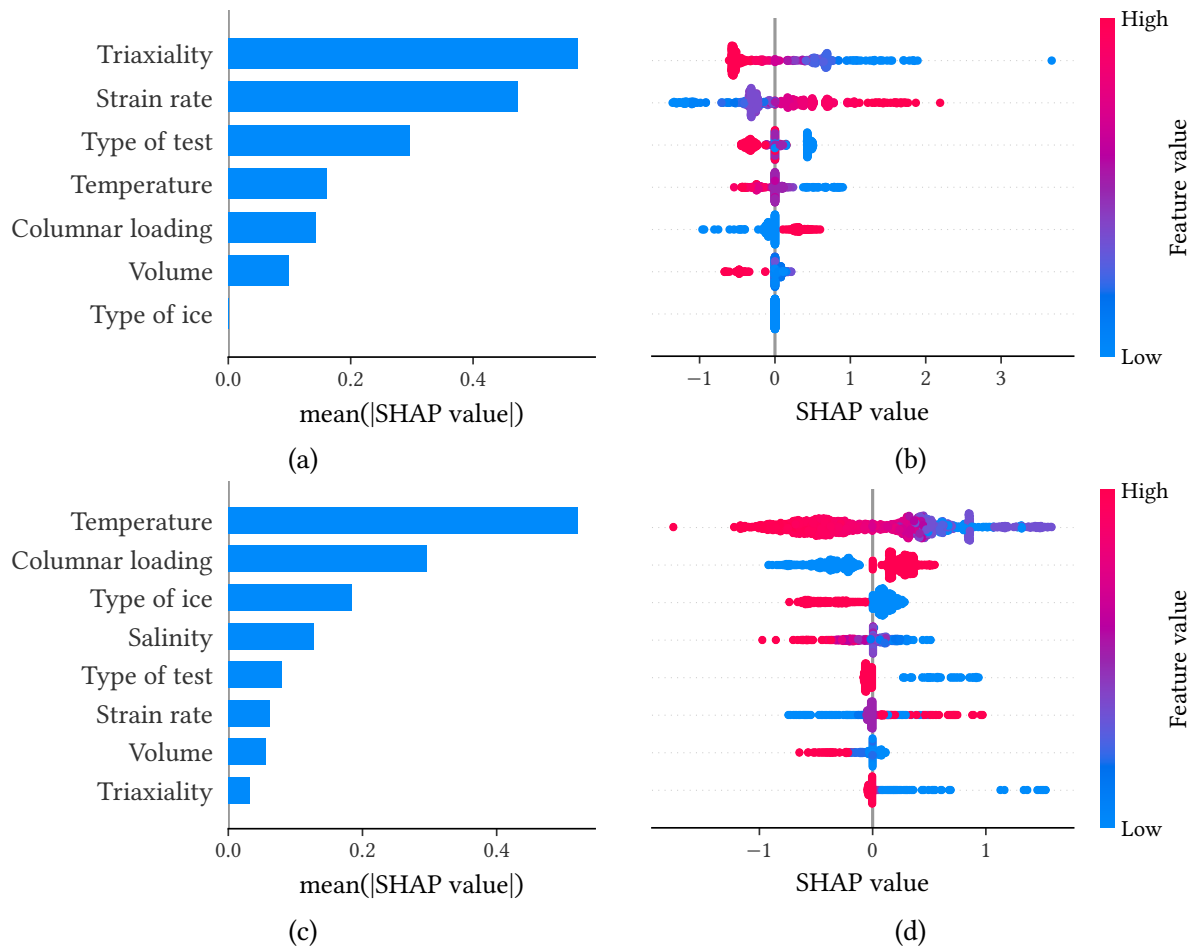 Triaxiality
Strain rate
Type of test
Temperature
Columnar loading
Volume
Type of ice
0.0 0.2 0.4
mean(|SHAP value|)
(a)
High
Low
Feature value
−1 0 1 2 3
SHAP value
(b)
Temperature
Columnar loading
Type of ice
Salinity
Type of test
Strain rate
Volume
Triaxiality
0.0 0.2 0.4
mean(|SHAP value|)
(c)
High
Low
Feature value
−1 0 1
SHAP value
(d)